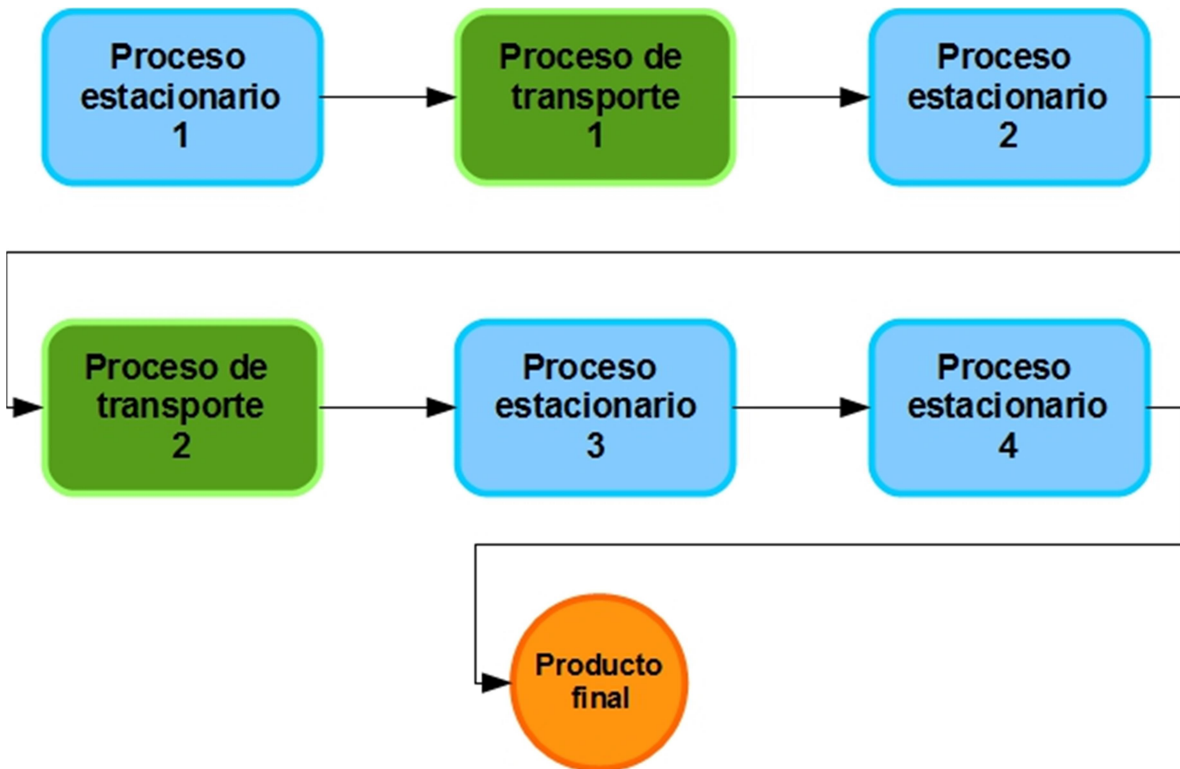 Proceso
estacionario
1
Proceso de
transporte
1
Proceso
estacionario
2
Proceso de
transporte
2
Proceso
estacionario
3
Proceso
estacionario
4
Producto
final